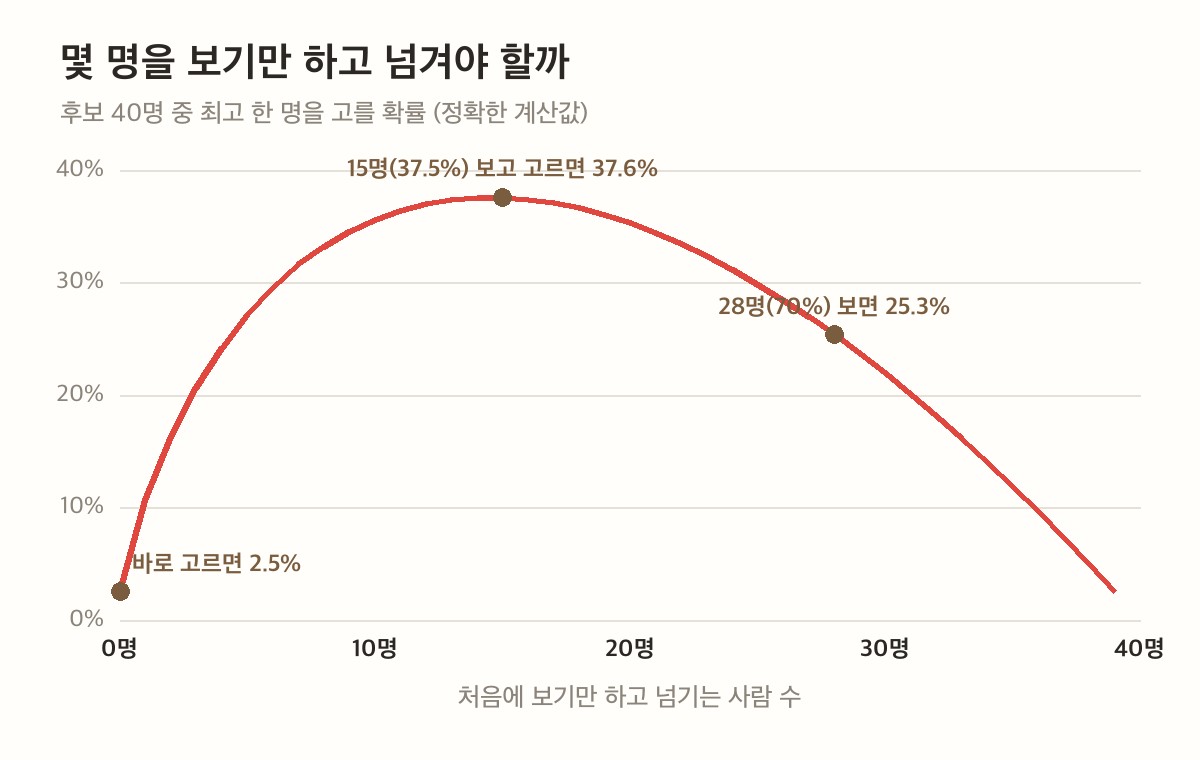 몇 명을 보기만 하고 넘겨야 할까
후보 40명 중 최고 한 명을 고를 확률 (정확한 계산값)
40%
15명(37.5%) 보고 고르면 37.6%
30%
28명(70%) 보면 25.3%
20%
10%
바로 고르면 2.5%
0%
0명 10명 20명 30명 40명
처음에 보기만 하고 넘기는 사람 수